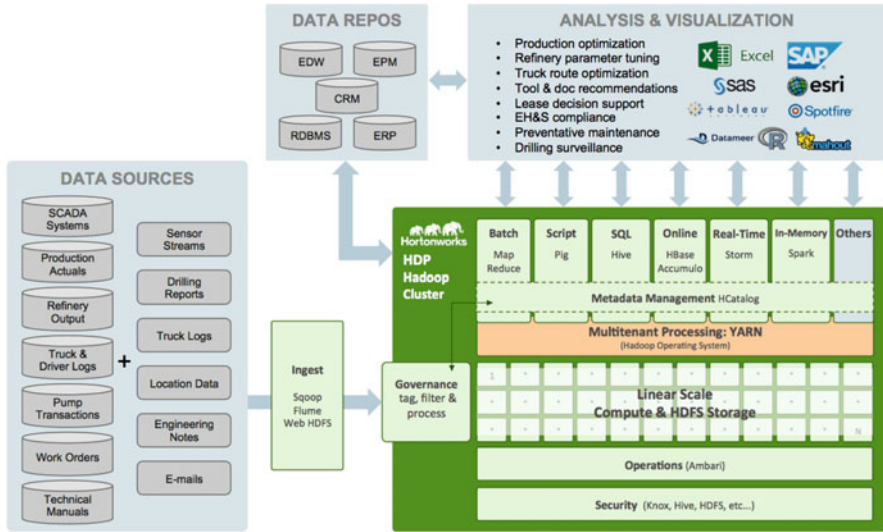 DATA REPOS
EDW
EPM
CRM
RDBMS
ERP
ANALYSIS & VISUALIZATION
• Production optimization
• Refinery parameter tuning
• Truck route optimization
• Tool & doc recommendations
• Lease decision support
• EH&S compliance
• Preventative maintenance
• Drilling surveillance
X Excel
SAP
sas
esri
+ a b l e a u
Spotfire
Datameer
R
mahout
DATA SOURCES
SCADA
Systems
Production
Actuals
Refinery
Output
Truck &
Driver Logs
Pump
Transactions
Work Orders
Technical
Manuals
+
Sensor
Streams
Drilling
Reports
Truck Logs
Location Data
Engineering
Notes
E-mails
Ingest
Sqoop
Flume
Web HDFS
Hortonworks
HDP
Hadoop
Cluster
Governance
tag, filter &
process
Batch
Map
Reduce
Script
Pig
SQL
Hive
Online
HBase
Accumulo
Real-Time
Storm
In-Memory
Spark
Others
Metadata Management HCatalog
Multitenant Processing: YARN
(Hadoop Operating System)
1
Linear Scale
Compute & HDFS Storage
N
Operations (Ambari)
Security (Knox, Hive, HDFS, etc...)